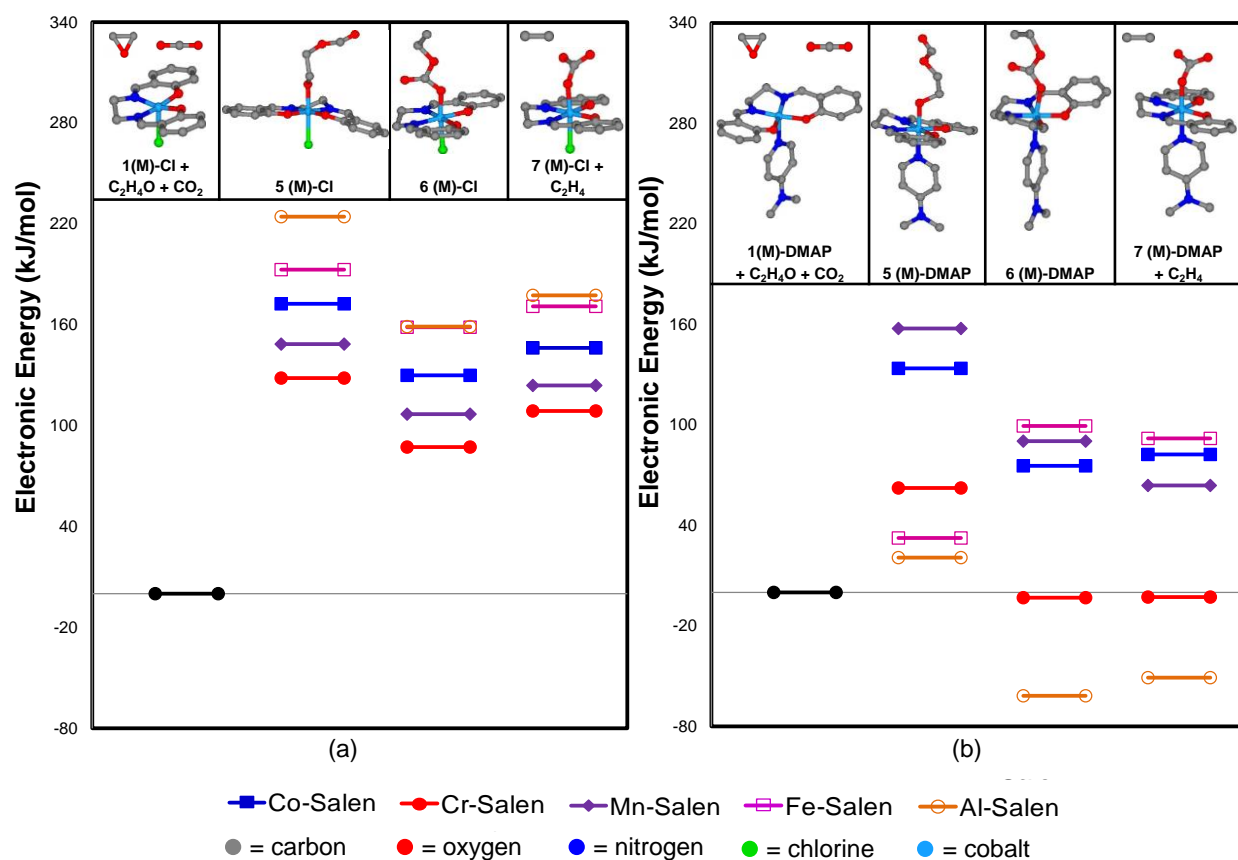 Electronic Energy (kJ/mol)
340
280
220
160
100
40
-20
-80
1(M)-Cl +
C₂H₄O + CO₂
5 (M)-Cl
6 (M)-Cl
7 (M)-Cl +
C₂H₄
(a)
Electronic Energy (kJ/mol)
340
280
220
160
100
40
-20
-80
1(M)-DMAP
+ C₂H₄O + CO₂
5 (M)-DMAP
6 (M)-DMAP
7 (M)-DMAP
+ C₂H₄
(b)
Co-Salen
Cr-Salen
Mn-Salen
Fe-Salen
Al-Salen
= carbon
= oxygen
= nitrogen
= chlorine
= cobalt